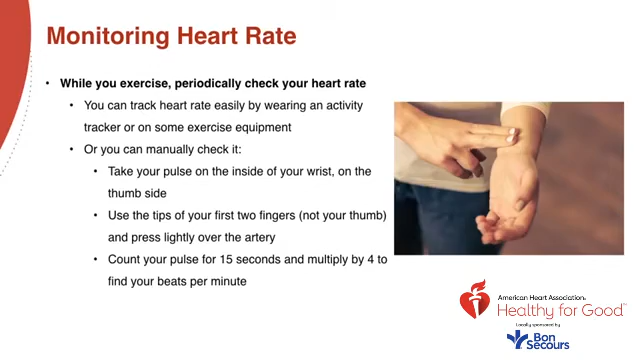 Monitoring Heart Rate
• While you exercise, periodically check your heart rate
• You can track heart rate easily by wearing an activity
tracker or on some exercise equipment
• Or you can manually check it:
• Take your pulse on the inside of your wrist, on the
thumb side
• Use the tips of your first two fingers (not your thumb)
and press lightly over the artery
• Count your pulse for 15 seconds and multiply by 4 to
find your beats per minute
American Heart Association®
Healthy for Good™
Locally sponsored by
Bon
Secours